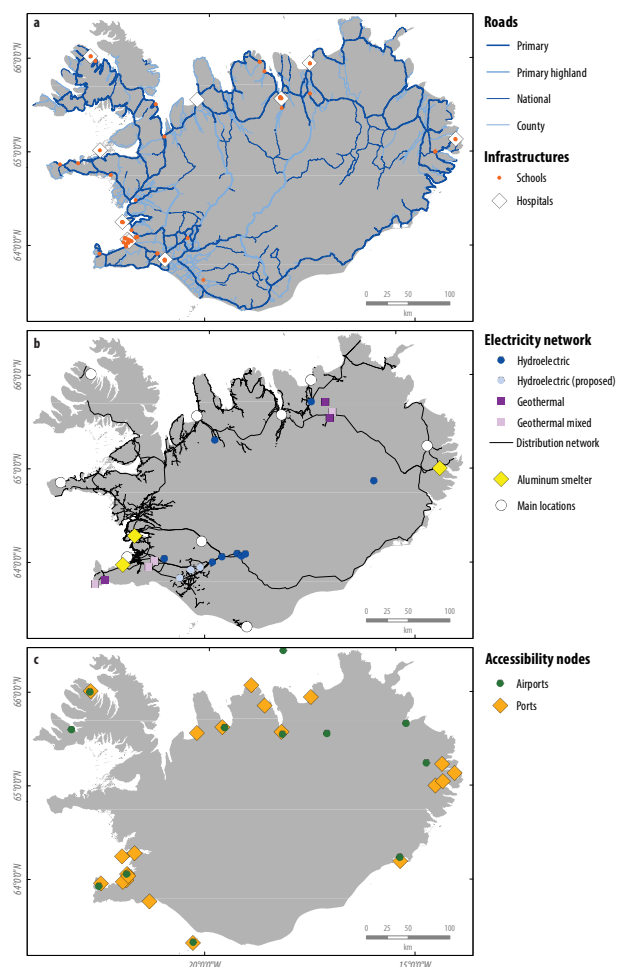 a
66°0'0"N
65°0'0"N
64°0'0"N
0 25 50 100
km
Roads
Primary
Primary highland
National
County
Infrastructures
Schools
Hospitals
b
66°0'0"N
65°0'0"N
64°0'0"N
0 25 50 100
km
Electricity network
Hydroelectric
Hydroelectric (proposed)
Geothermal
Geothermal mixed
Distribution network
Aluminum smelter
Main locations
c
66°0'0"N
65°0'0"N
64°0'0"N
0 25 50 100
km
20°0'0"W
15°0'0"W
Accessibility nodes
Airports
Ports